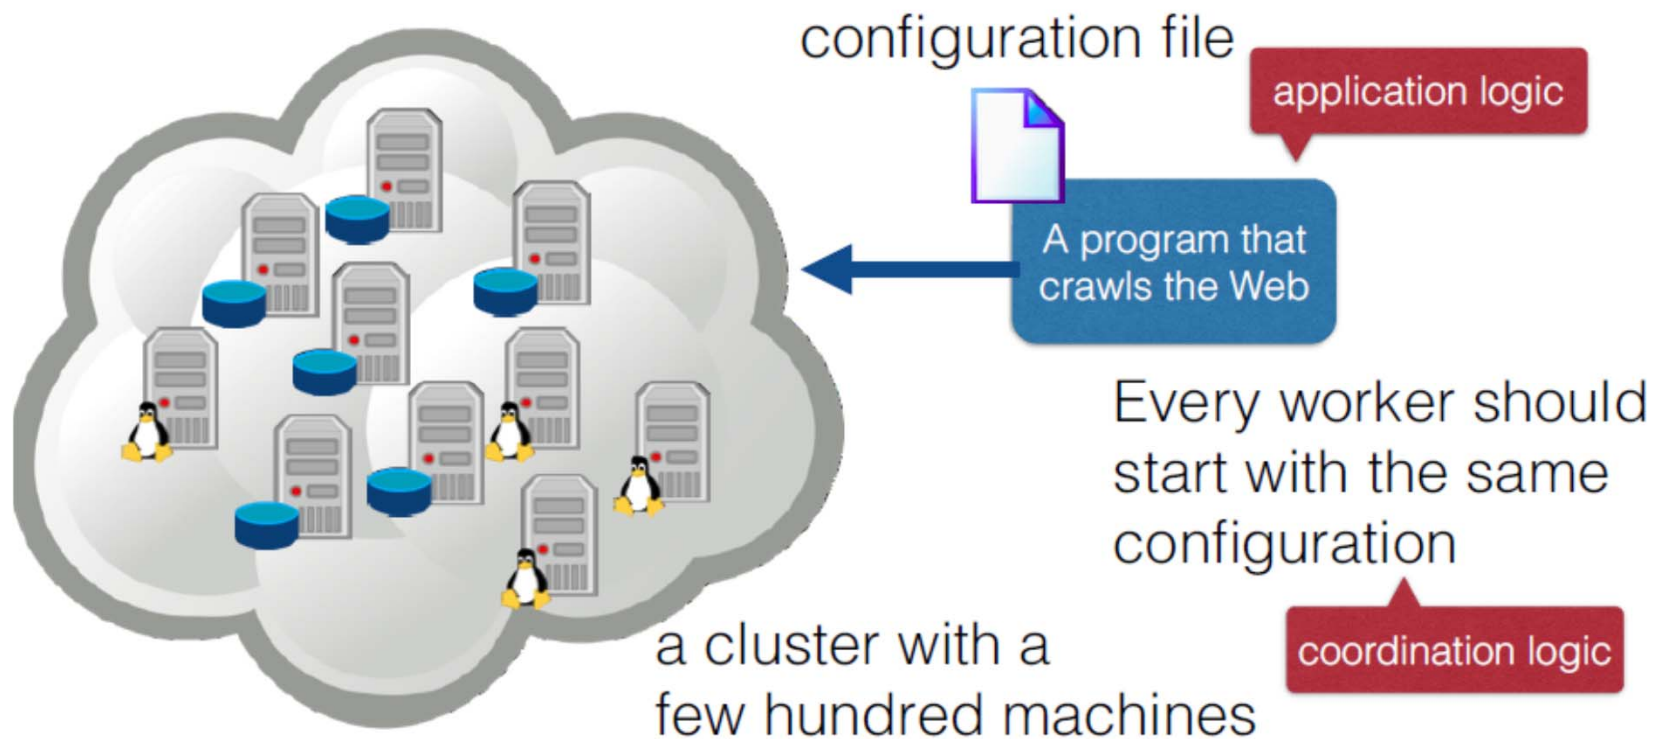 configuration file
application logic
A program that
crawls the Web
Every worker should
start with the same
configuration
coordination logic
a cluster with a
few hundred machines